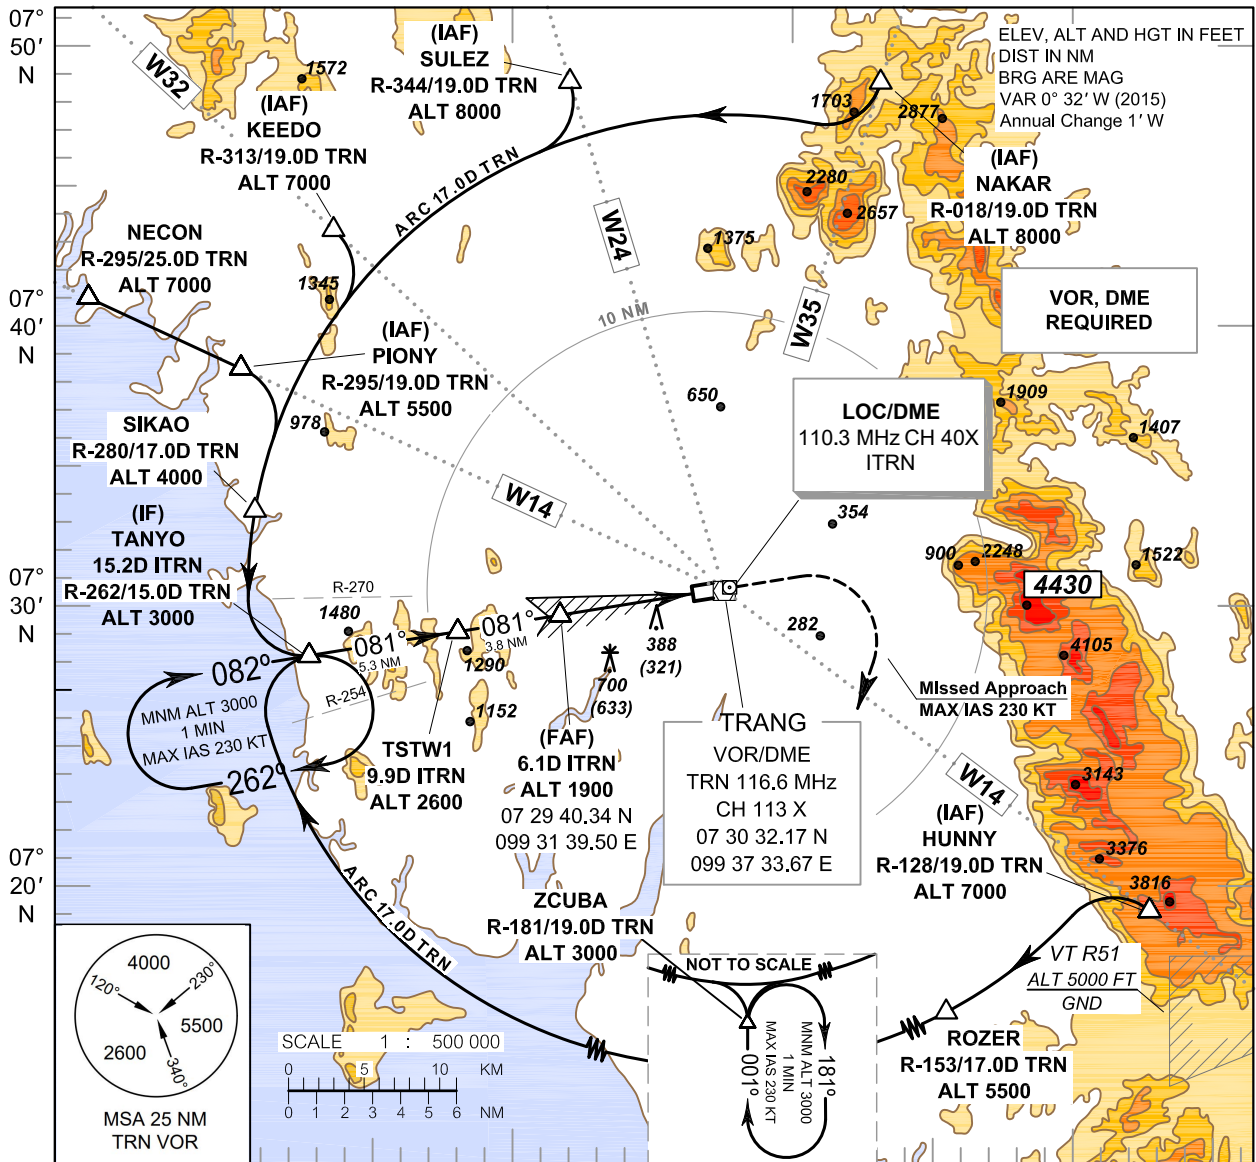 07°
50′
N
07°
40′
N
07°
30′
N
07°
20′
N
ELEV, ALT AND HGT IN FEET
DIST IN NM
BRG ARE MAG
VAR 0° 32′ W (2015)
Annual Change 1′ W
W32
1572
(IAF)
KEEDO
R-313/19.0D TRN
ALT 7000
(IAF)
SULEZ
R-344/19.0D TRN
ALT 8000
1703
2877
(IAF)
NAKAR
R-018/19.0D TRN
ALT 8000
ARC 17.0D TRN
2280
2657
W24
1375
NECON
R-295/25.0D TRN
ALT 7000
1345
10 NM
W35
VOR, DME
REQUIRED
(IAF)
PIONY
R-295/19.0D TRN
ALT 5500
650
LOC/DME
110.3 MHz CH 40X
ITRN
1909
1407
978
SIKAO
R-280/17.0D TRN
ALT 4000
W14
354
(IF)
TANYO
15.2D ITRN
R-262/15.0D TRN
ALT 3000
900
2248
1522
4430
R-270
1480
081°
5.3 NM
081°
3.8 NM
388
(321)
282
4105
082°
MNM ALT 3000
1 MIN
MAX IAS 230 KT
262°
R-254
1290
1152
700
(633)
MIssed Approach
MAX IAS 230 KT
TSTW1
9.9D ITRN
ALT 2600
(FAF)
6.1D ITRN
ALT 1900
07 29 40.34 N
099 31 39.50 E
TRANG
VOR/DME
TRN 116.6 MHz
CH 113 X
07 30 32.17 N
099 37 33.67 E
W14
3143
(IAF)
HUNNY
R-128/19.0D TRN
ALT 7000
3376
3816
ARC 17.0D TRN
ZCUBA
R-181/19.0D TRN
ALT 3000
NOT TO SCALE
001°
MAX IAS 230 KT
1 MIN
MNM ALT 3000
181°
VT R51
ALT 5000 FT
GND
ROZER
R-153/17.0D TRN
ALT 5500
4000
120°
230°
5500
2600
340°
MSA 25 NM
TRN VOR
SCALE 1 : 500 000
0 5 10 KM
0 1 2 3 4 5 6 NM